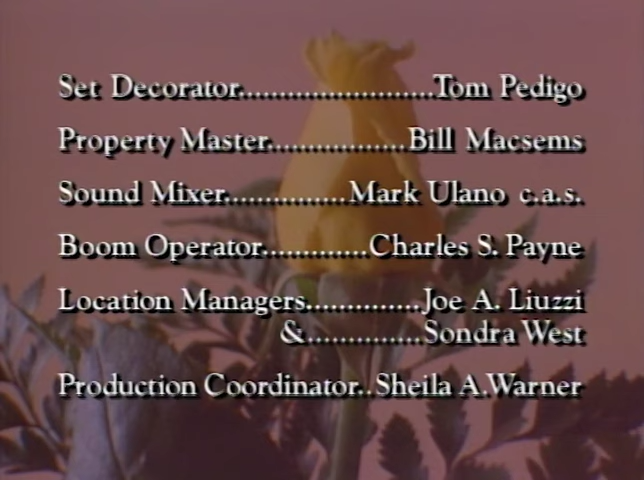 Set Decorator.......................Tom Pedigo
Property Master.................Bill Macsems
Sound Mixer...............Mark Ulano c.a.s.
Boom Operator.............Charles S. Payne
Location Managers..............Joe A. Liuzzi
&..............Sondra West
Production Coordinator..Sheila A.Warner